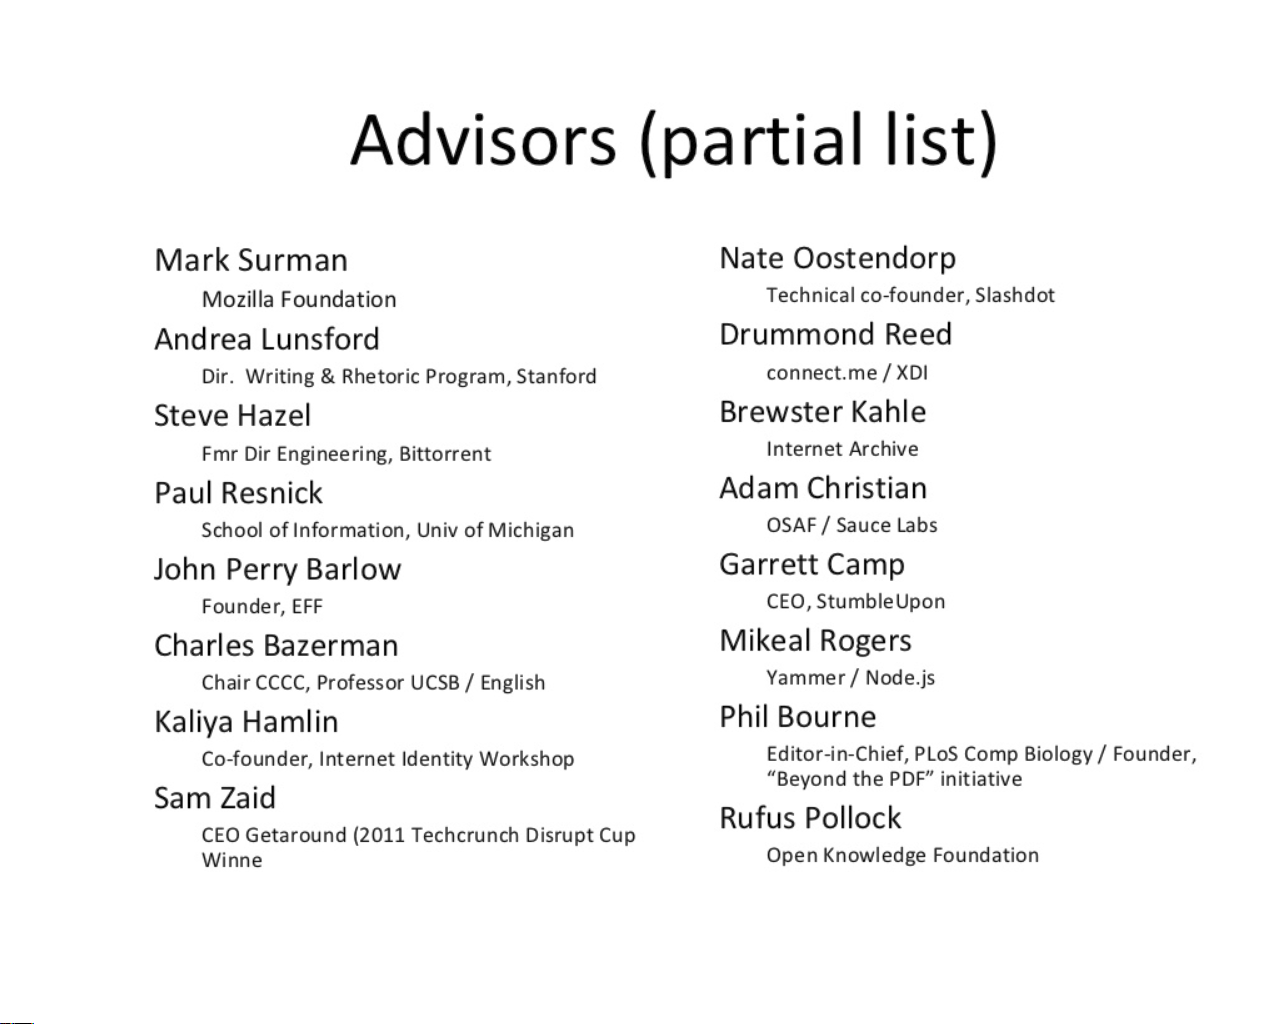 Advisors (partial list)
Mark Surman
Mozilla Foundation
Andrea Lunsford
Dir.  Writing & Rhetoric Program, Stanford
Steve Hazel
Fmr Dir Engineering, Bittorrent
Paul Resnick
School of Information, Univ of Michigan
John Perry Barlow
Founder, EFF
Charles Bazerman
Chair CCCC, Professor UCSB / English
Kaliya Hamlin
Co-founder, Internet Identity Workshop
Sam Zaid
CEO Getaround (2011 Techcrunch Disrupt Cup
Winne
Nate Oostendorp
Technical co-founder, Slashdot
Drummond Reed
connect.me / XDI
Brewster Kahle
Internet Archive
Adam Christian
OSAF / Sauce Labs
Garrett Camp
CEO, StumbleUpon
Mikeal Rogers
Yammer / Node.js
Phil Bourne
Editor-in-Chief, PLoS Comp Biology / Founder,
“Beyond the PDF” initiative
Rufus Pollock
Open Knowledge Foundation